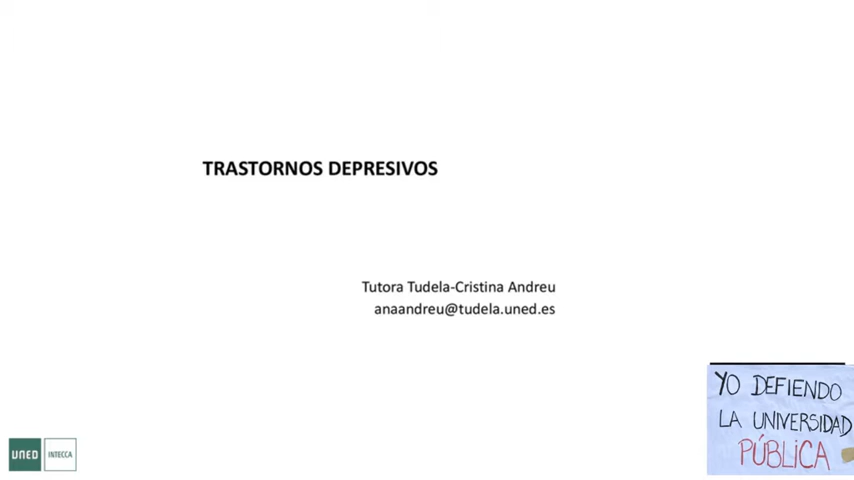 TRASTORNOS DEPRESIVOS
Tutora Tudela-Cristina Andreu
anaandreu@tudela.uned.es
YO DEFIENDO
LA UNIVERSIDAD
PÚBLICA
UNED INTECCA